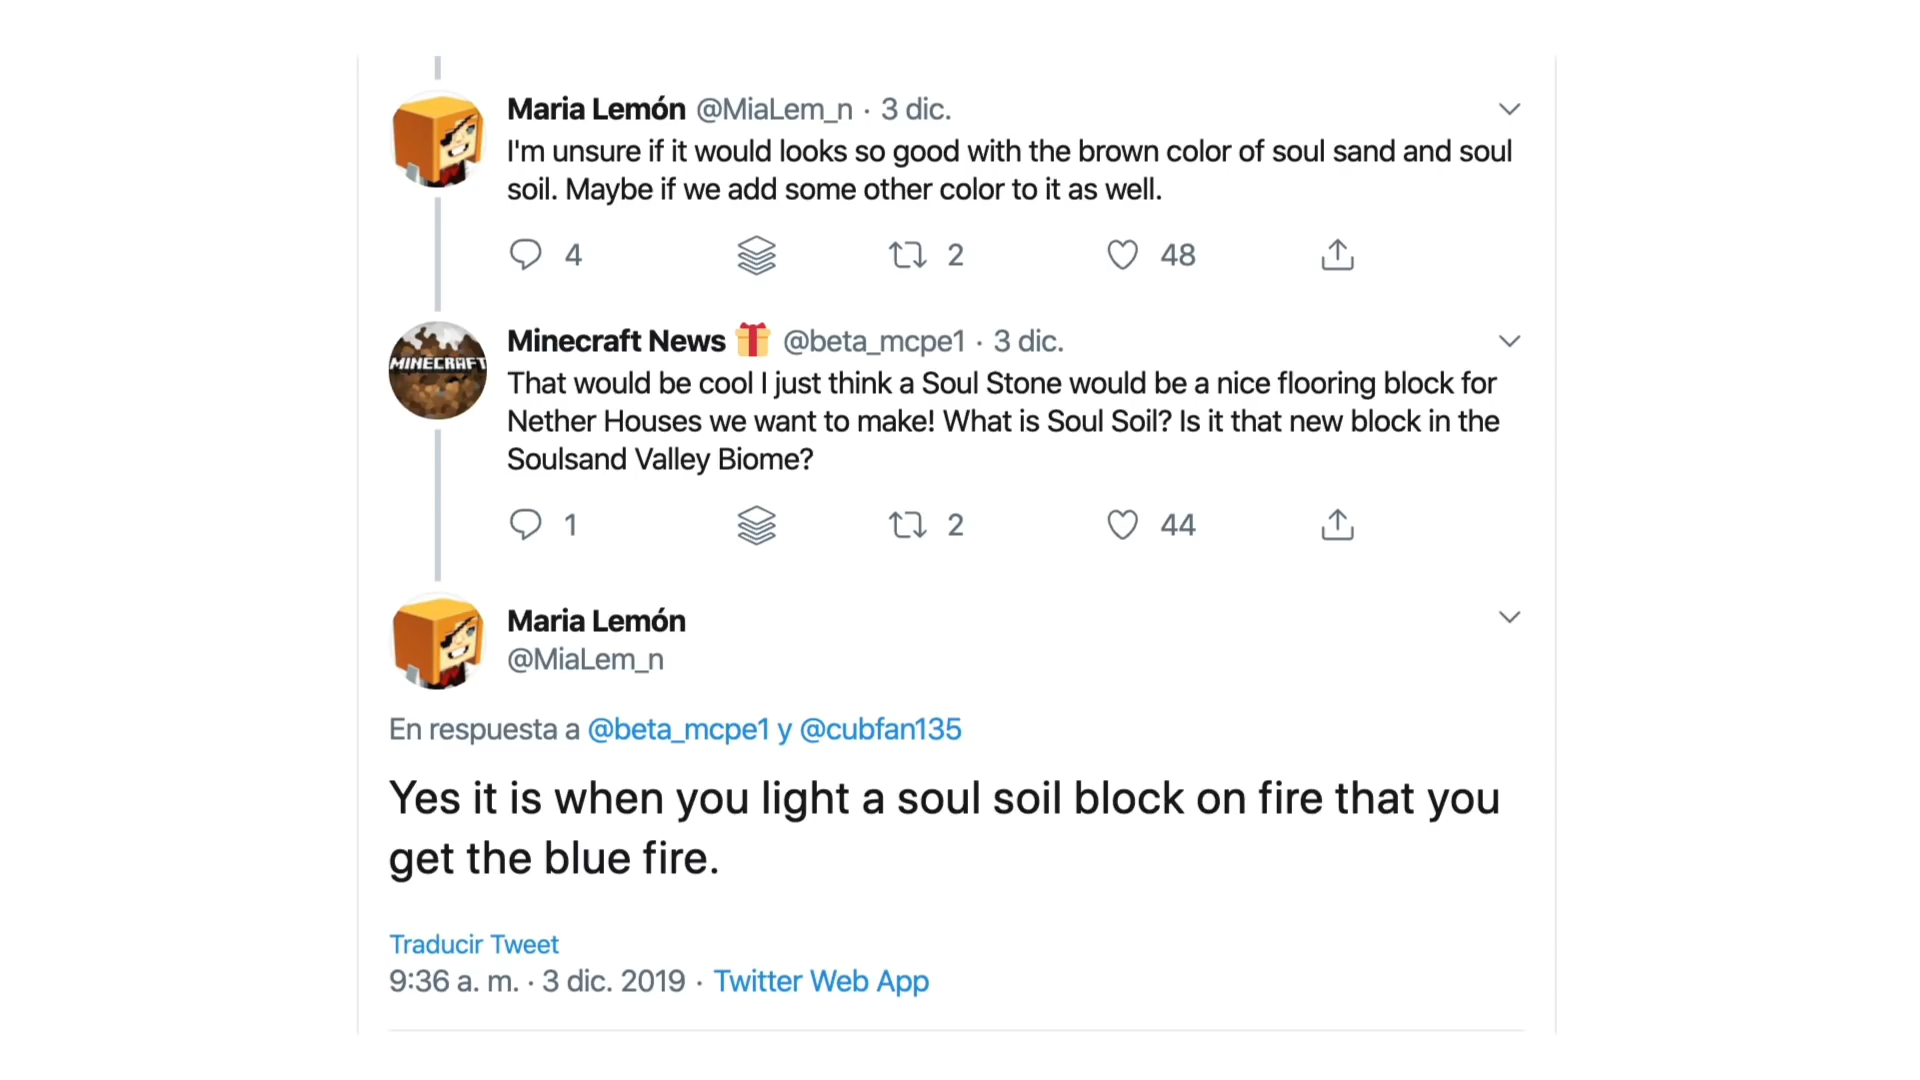 Maria Lemón @MiaLem_n · 3 dic.
I'm unsure if it would looks so good with the brown color of soul sand and soul
soil. Maybe if we add some other color to it as well.
4 2 48
MINECRAFT
Minecraft News 🎁 @beta_mcpe1 · 3 dic.
That would be cool I just think a Soul Stone would be a nice flooring block for
Nether Houses we want to make! What is Soul Soil? Is it that new block in the
Soulsand Valley Biome?
1 2 44
Maria Lemón
@MiaLem_n
En respuesta a @beta_mcpe1 y @cubfan135
Yes it is when you light a soul soil block on fire that you
get the blue fire.
Traducir Tweet
9:36 a. m. · 3 dic. 2019 · Twitter Web App